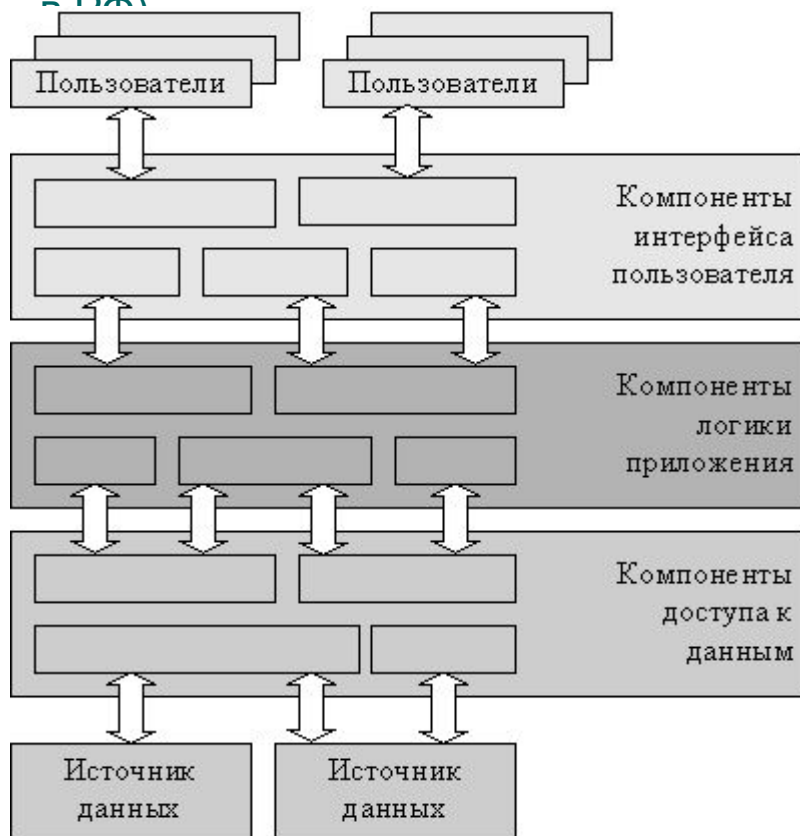 Пользователи
Пользователи
Компоненты
интерфейса
пользователя
Компоненты
логики
приложения
Компоненты
доступа к
данным
Источник
данных
Источник
данных